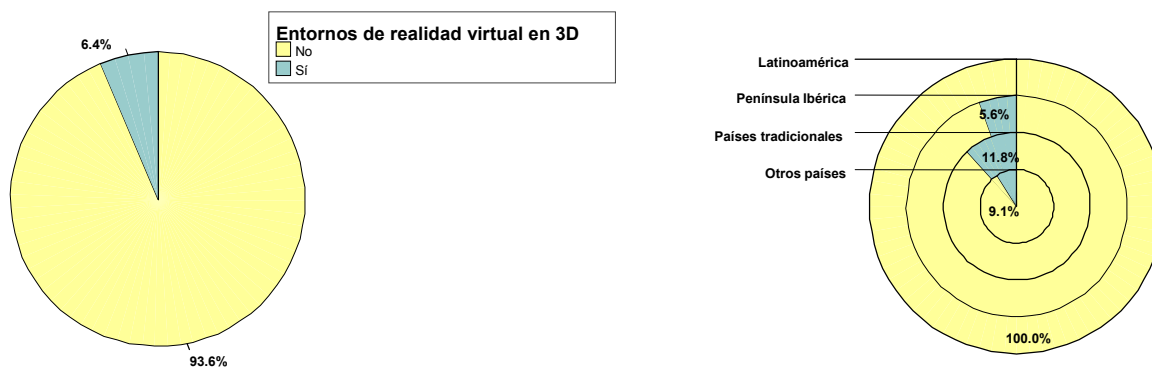 6.4%
Entornos de realidad virtual en 3D
No
Sí
93.6%
Latinoamérica
Península Ibérica
5.6%
Países tradicionales
11.8%
Otros países
9.1%
100.0%